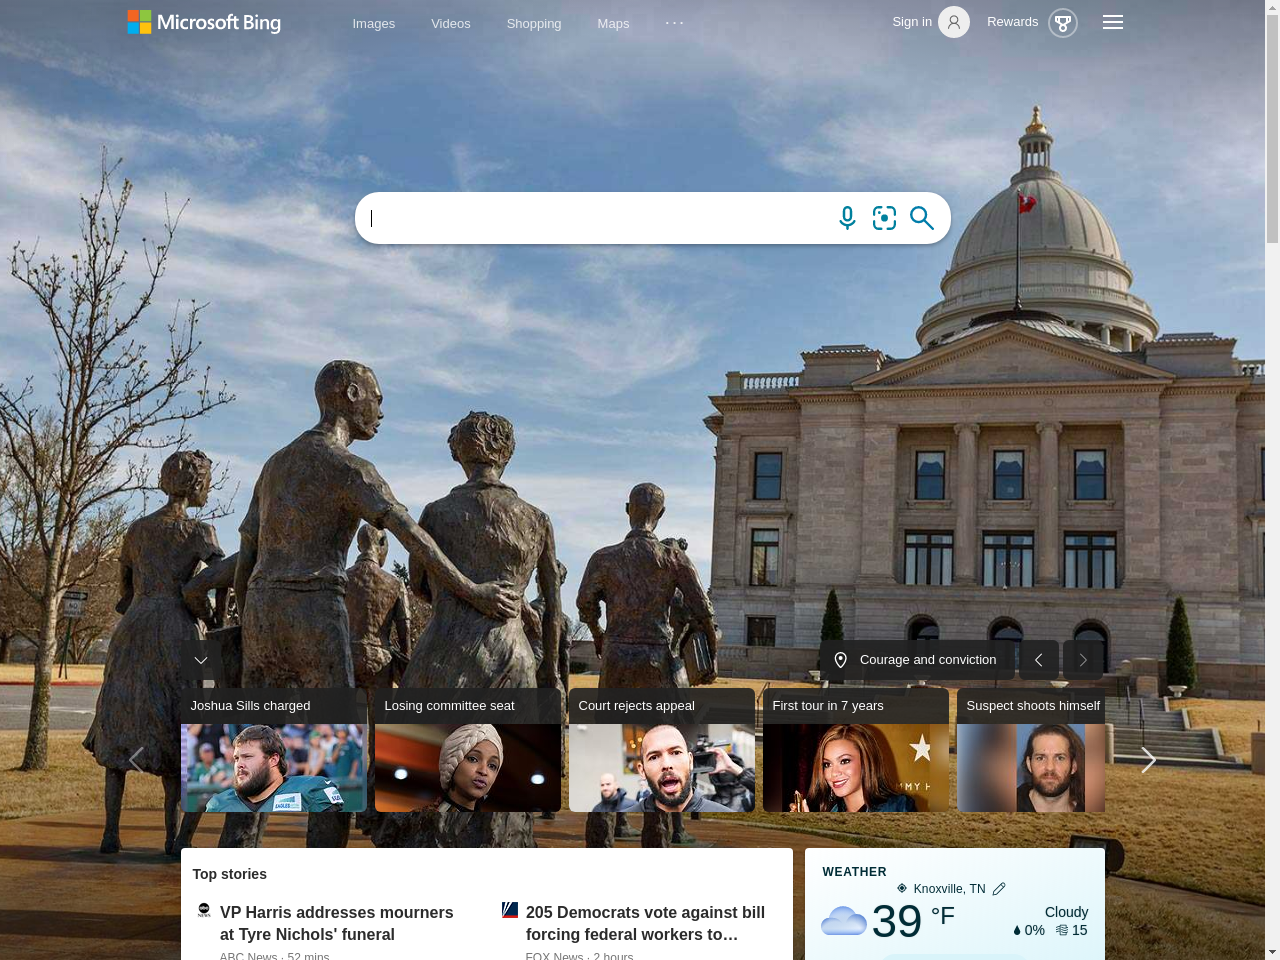 Microsoft Bing
Images
Videos
Shopping
Maps
Sign in
Rewards
Courage and conviction
Joshua Sills charged
Losing committee seat
Court rejects appeal
First tour in 7 years
Suspect shoots himself
Top stories
VP Harris addresses mourners
at Tyre Nichols' funeral
ABC News · 52 mins
205 Democrats vote against bill
forcing federal workers to…
FOX News · 2 hours
WEATHER
Knoxville, TN
39 °F
Cloudy
0% 15